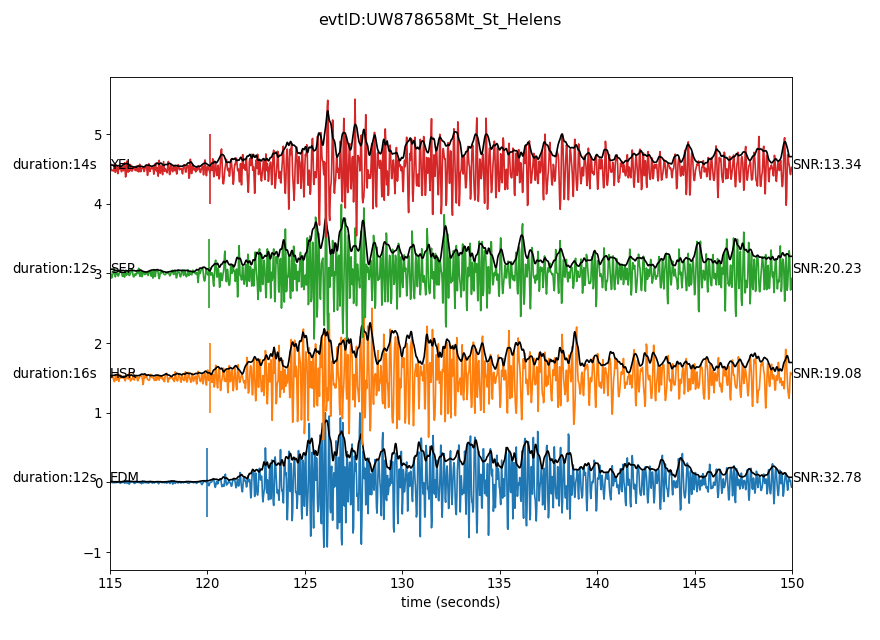 evtID:UW878658Mt_St_Helens
5
duration:14s YEL SNR:13.34
4
duration:12s SEP SNR:20.23
3
2
duration:16s HSR SNR:19.08
1
duration:12s EDM SNR:32.78
0
−1
115 120 125 130 135 140 145 150
time (seconds)